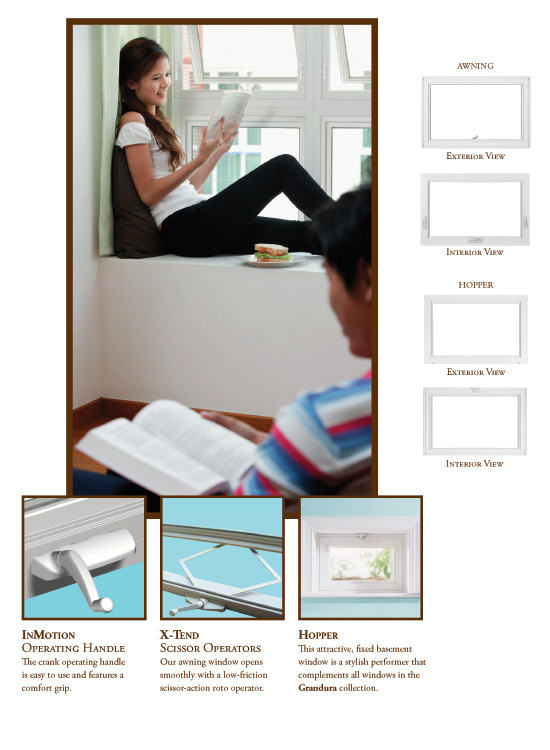 AWNING
EXTERIOR VIEW
INTERIOR VIEW
HOPPER
EXTERIOR VIEW
INTERIOR VIEW
INMOTION
OPERATING HANDLE
The crank operating handle
is easy to use and features a
comfort grip.
X-TEND
SCISSOR OPERATORS
Our awning window opens
smoothly with a low-friction
scissor-action roto operator.
HOPPER
This attractive, fixed basement
window is a stylish performer that
complements all windows in the
Grandura collection.